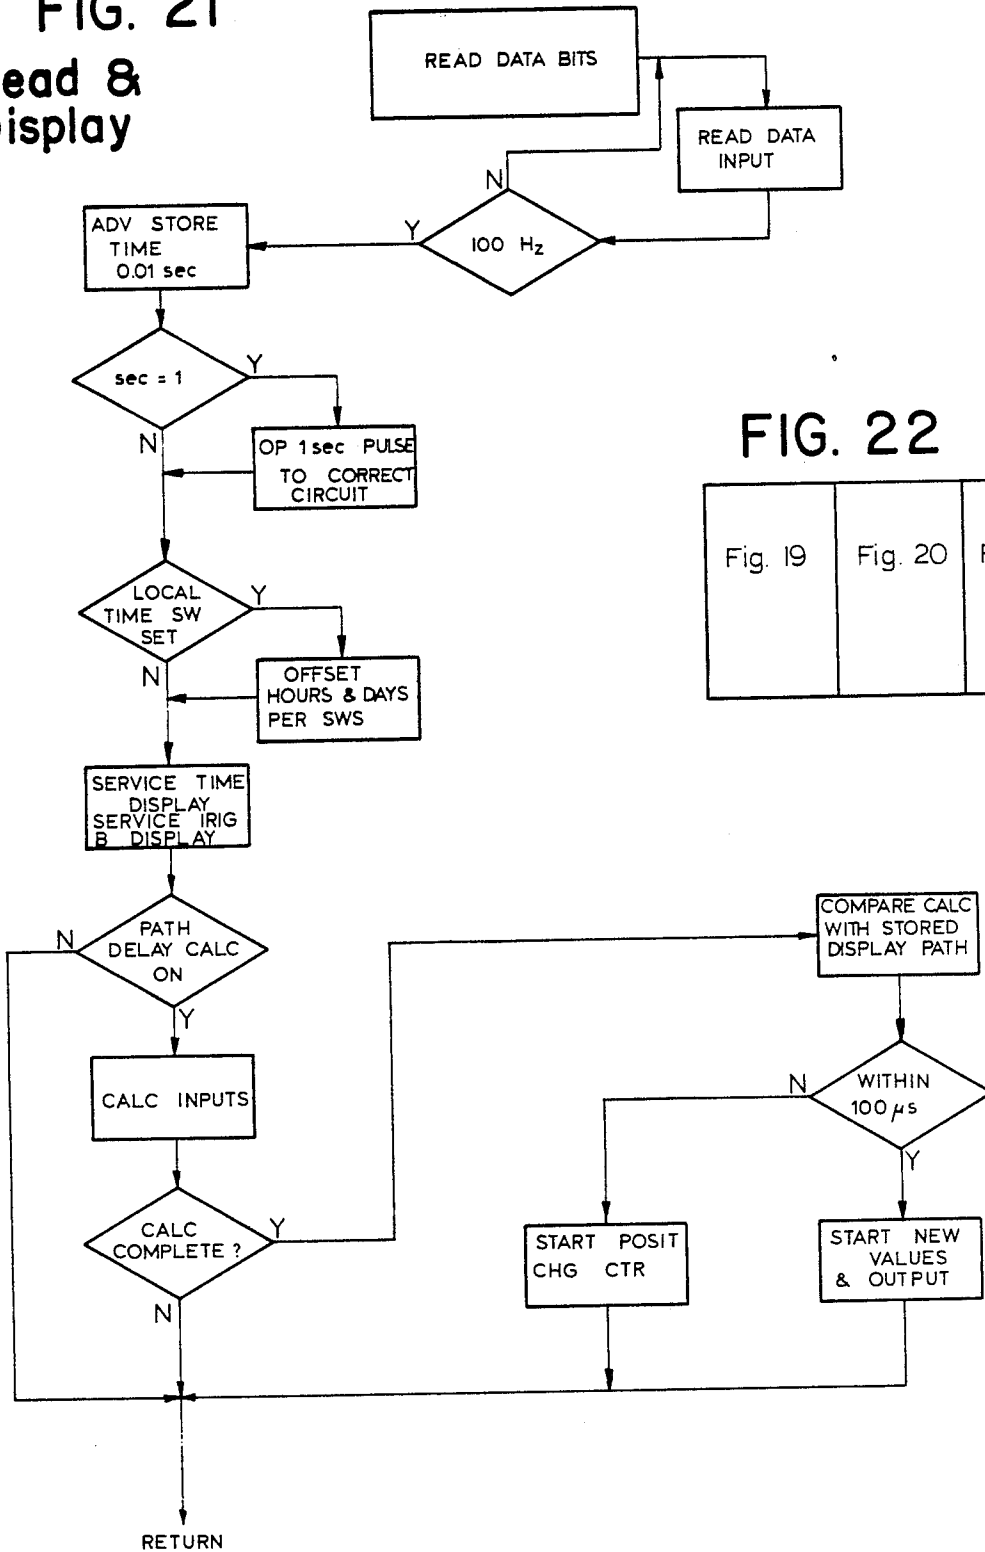 FIG. 21
ead &
isplay
READ DATA BITS
READ DATA
INPUT
N
100 Hz
Y
ADV STORE
TIME
0.01 sec
sec = 1
Y
N
OP 1 sec PULSE
TO CORRECT
CIRCUIT
FIG. 22
Fig. 19
Fig. 20
F
LOCAL
TIME SW
SET
Y
N
OFFSET
HOURS & DAYS
PER SWS
SERVICE TIME
DISPLAY
SERVICE IRIG
B DISPLAY
PATH
DELAY CALC
ON
N
Y
CALC INPUTS
CALC
COMPLETE ?
Y
N
COMPARE CALC
WITH STORED
DISPLAY PATH
WITHIN
100 µs
N
Y
START POSIT
CHG CTR
START NEW
VALUES
& OUTPUT
RETURN